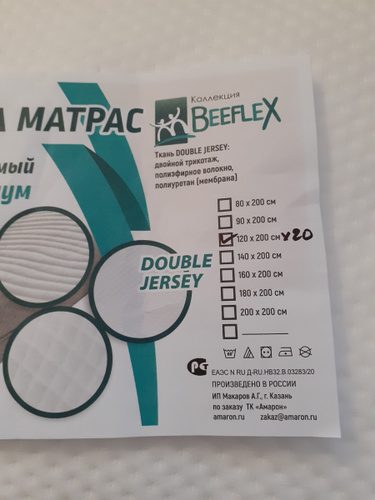 Коллекция
BEEFLEX
А МАТРАС
мый
ум
Ткань DOUBLE JERSEY:
двойной трикотаж,
полиэфирное волокно,
полиуретан (мембрана)
80 x 200 см
90 x 200 см
120 x 200 см x20
140 x 200 см
160 x 200 см
180 x 200 см
200 x 200 см
DOUBLE
JERSEY
ЕАЭС N RU Д-RU.НВ32.В.03283/20
ПРОИЗВЕДЕНО В РОССИИ
ИП Макаров А.Г., г. Казань
по заказу ТК «Амарон»
amaron.ru zakaz@amaron.ru